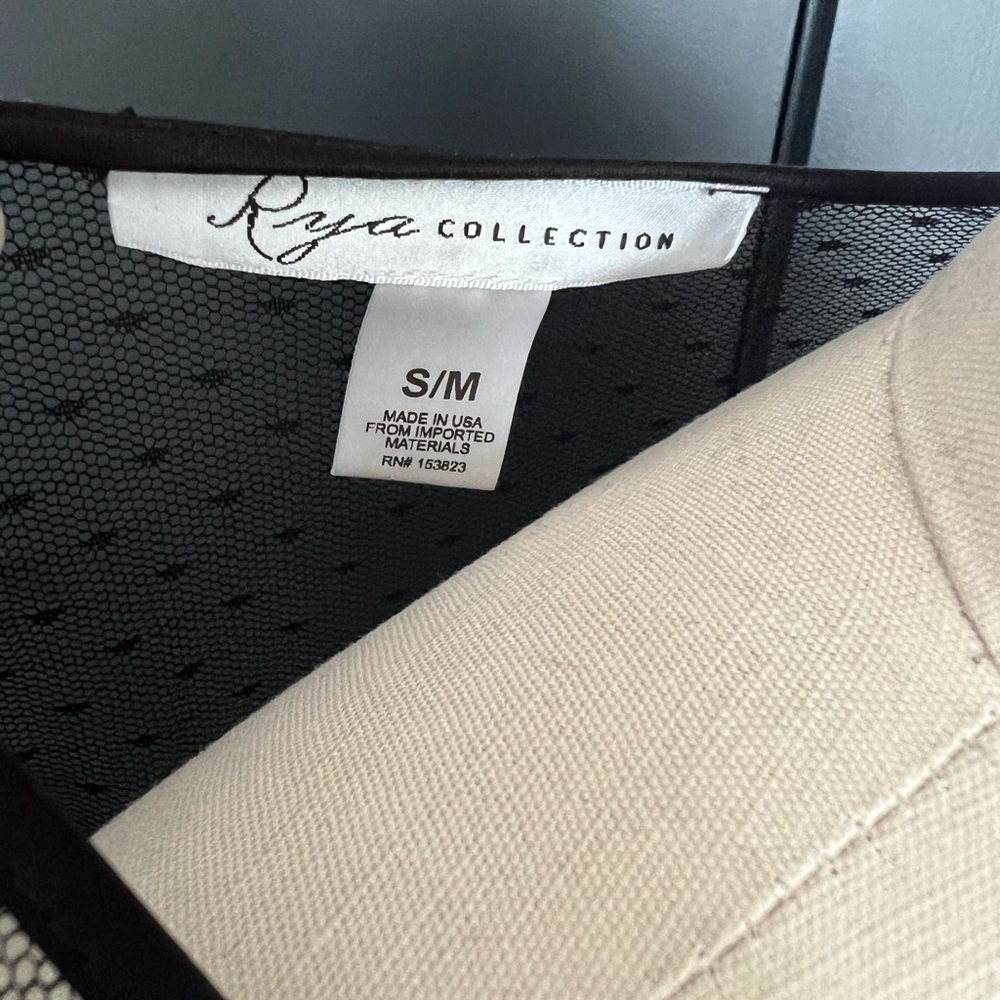 Rya COLLECTION
S/M
MADE IN USA
FROM IMPORTED
MATERIALS
RN# 153823